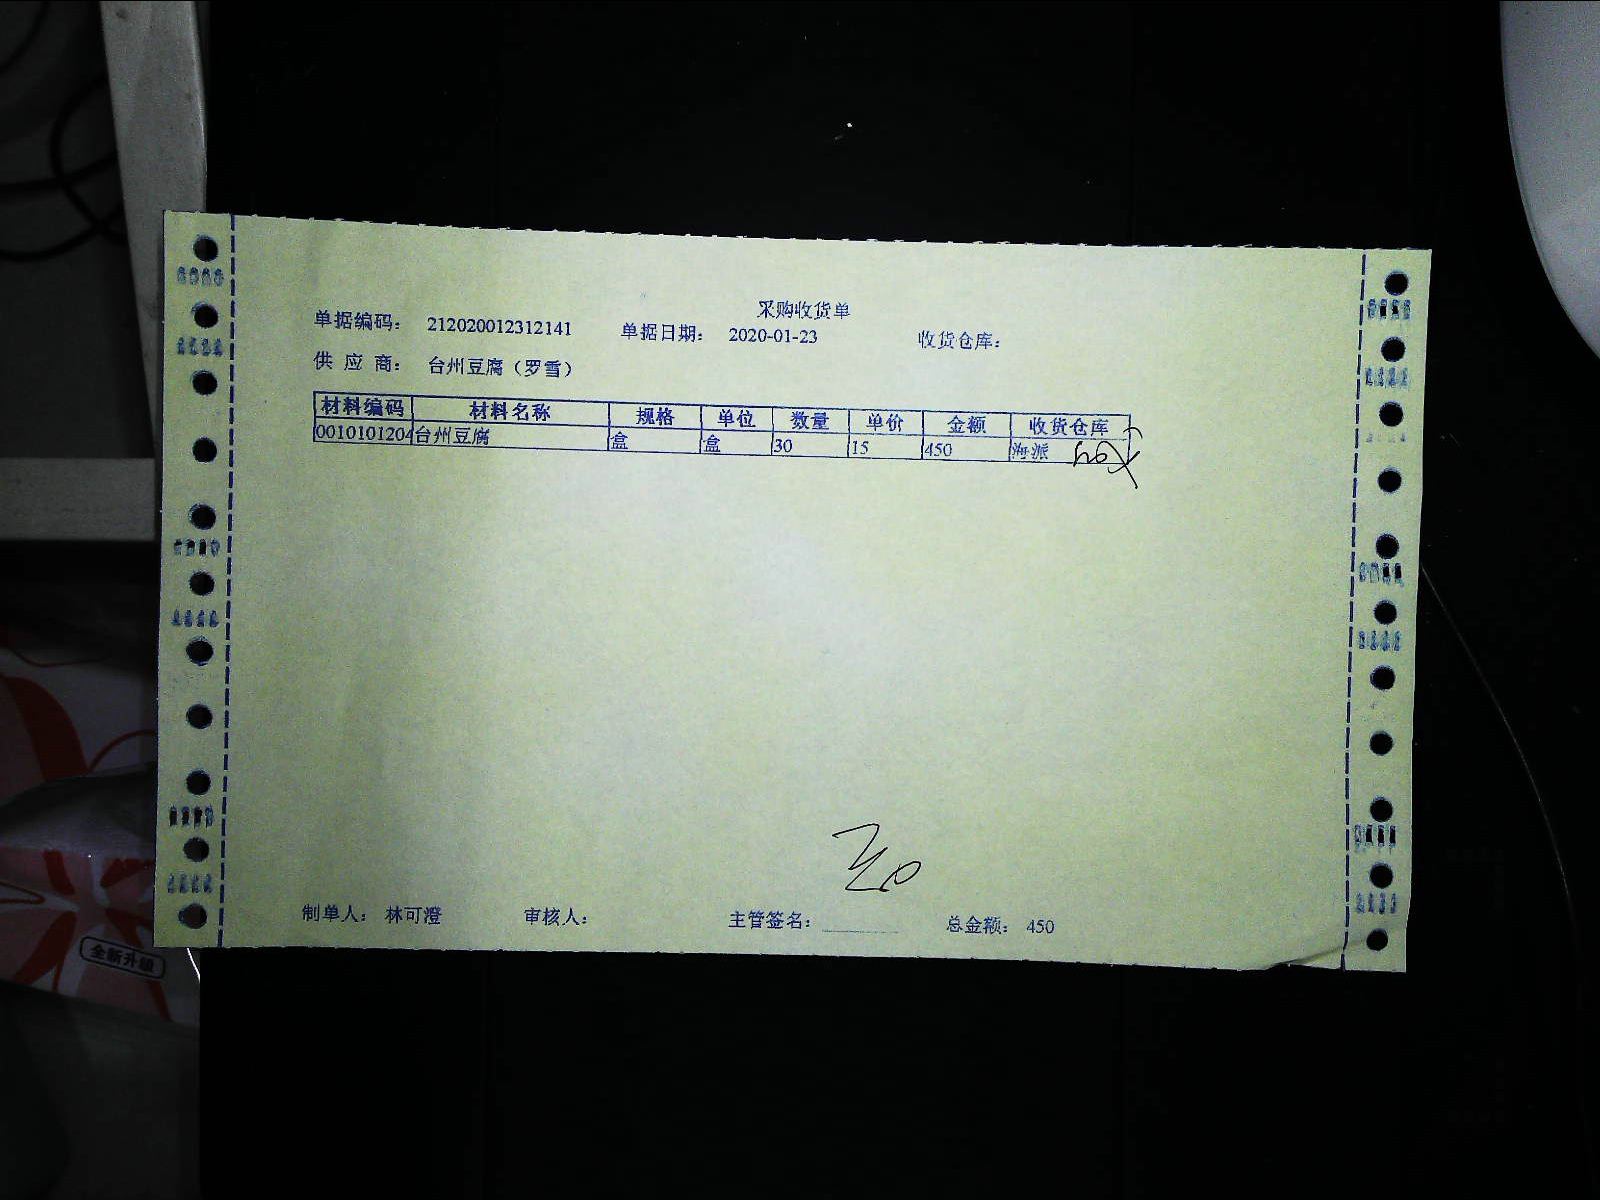 采购收货单
单据编码： 212020012312141 单据日期： 2020-01-23 收货仓库：
供 应 商： 台州豆腐（罗雪）
材料编码 材料名称 规格 单位 数量 单价 金额 收货仓库
0010101204 台州豆腐 盒 盒 30 15 450 海派
制单人： 林可澄 审核人： 主管签名： 总金额： 450
全新升级